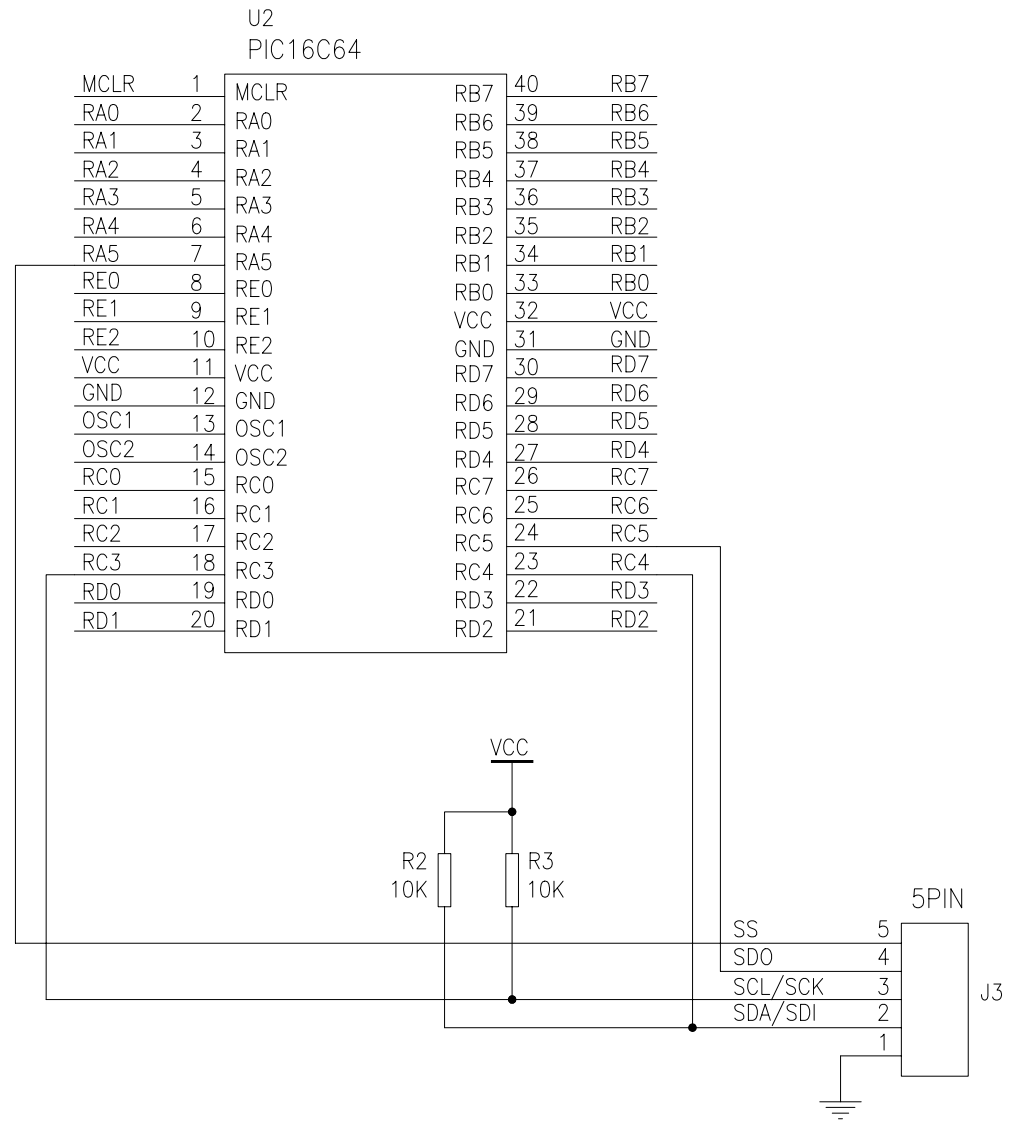 U2
PIC16C64
MCLR 1 MCLR RB7 40 RB7
RA0 2 RA0 RB6 39 RB6
RA1 3 RA1 RB5 38 RB5
RA2 4 RA2 RB4 37 RB4
RA3 5 RA3 RB3 36 RB3
RA4 6 RA4 RB2 35 RB2
RA5 7 RA5 RB1 34 RB1
RE0 8 RE0 RB0 33 RB0
RE1 9 RE1 VCC 32 VCC
RE2 10 RE2 GND 31 GND
VCC 11 VCC RD7 30 RD7
GND 12 GND RD6 29 RD6
OSC1 13 OSC1 RD5 28 RD5
OSC2 14 OSC2 RD4 27 RD4
RC0 15 RC0 RC7 26 RC7
RC1 16 RC1 RC6 25 RC6
RC2 17 RC2 RC5 24 RC5
RC3 18 RC3 RC4 23 RC4
RD0 19 RD0 RD3 22 RD3
RD1 20 RD1 RD2 21 RD2
VCC
R2 R3
10K 10K
5PIN
SS 5
SDO 4
SCL/SCK 3
J3
SDA/SDI 2
1